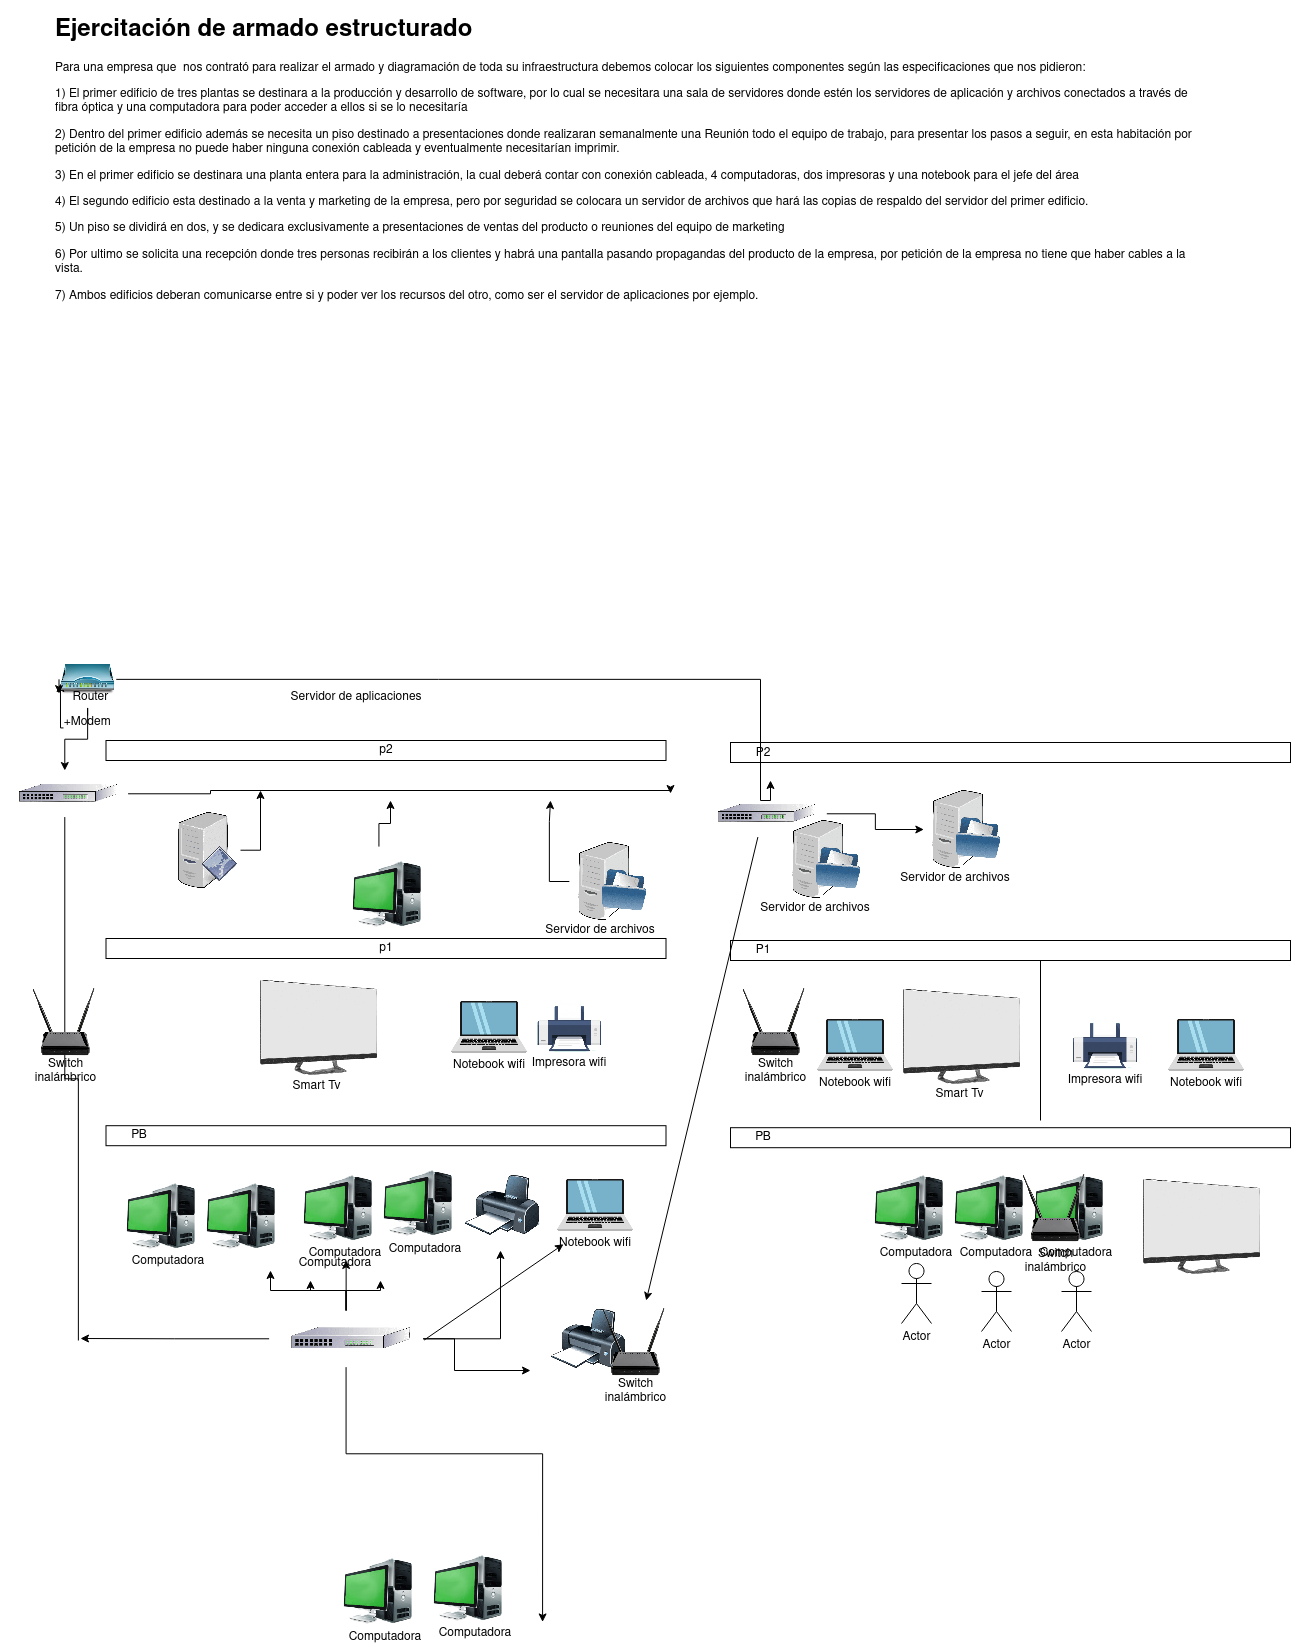 Ejercitación de armado estructurado
Para una empresa que  nos contrató para realizar el armado y diagramación de toda su infraestructura debemos colocar los siguientes componentes según las especificaciones que nos pidieron:
1) El primer edificio de tres plantas se destinara a la producción y desarrollo de software, por lo cual se necesitara una sala de servidores donde estén los servidores de aplicación y archivos conectados a través de
fibra óptica y una computadora para poder acceder a ellos si se lo necesitaría
2) Dentro del primer edificio además se necesita un piso destinado a presentaciones donde realizaran semanalmente una Reunión todo el equipo de trabajo, para presentar los pasos a seguir, en esta habitación por
petición de la empresa no puede haber ninguna conexión cableada y eventualmente necesitarían imprimir.
3) En el primer edificio se destinara una planta entera para la administración, la cual deberá contar con conexión cableada, 4 computadoras, dos impresoras y una notebook para el jefe del área
4) El segundo edificio esta destinado a la venta y marketing de la empresa, pero por seguridad se colocara un servidor de archivos que hará las copias de respaldo del servidor del primer edificio.
5) Un piso se dividirá en dos, y se dedicara exclusivamente a presentaciones de ventas del producto o reuniones del equipo de marketing
6) Por ultimo se solicita una recepción donde tres personas recibirán a los clientes y habrá una pantalla pasando propagandas del producto de la empresa, por petición de la empresa no tiene que haber cables a la
vista.
7) Ambos edificios deberan comunicarse entre si y poder ver los recursos del otro, como ser el servidor de aplicaciones por ejemplo.
Router
Servidor de aplicaciones
+Modem
p2
P2
Servidor de archivos
Servidor de archivos
Servidor de archivos
p1
P1
Switch
inalámbrico
Smart Tv
Notebook wifi
Impresora wifi
Switch
inalámbrico
Notebook wifi
Smart Tv
Impresora wifi
Notebook wifi
PB
PB
Computadora
Computadora
Computadora
Computadora
Notebook wifi
Computadora
Computadora
Computadora
Switch
inalámbrico
Actor
Actor
Actor
Switch
inalámbrico
Computadora
Computadora